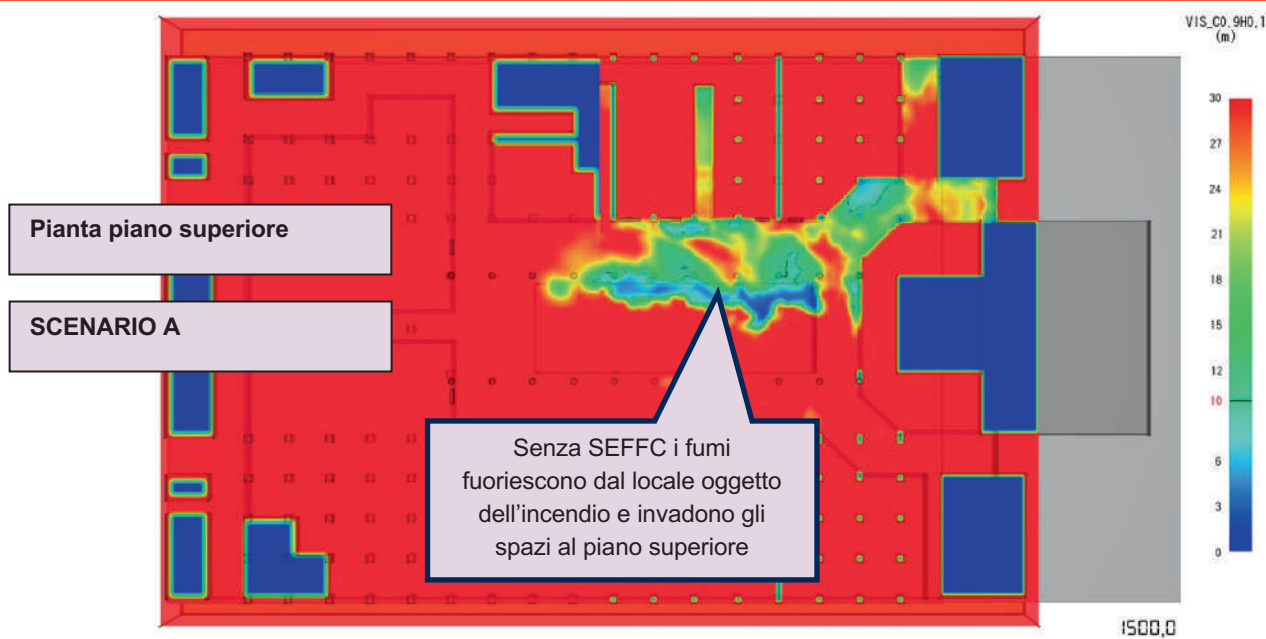 VIS_C0.9H0.1
(m)
30
27
24
21
18
15
12
10
6
3
0
Pianta piano superiore
SCENARIO A
Senza SEFFC i fumi
fuoriescono dal locale oggetto
dell’incendio e invadono gli
spazi al piano superiore
1500,0